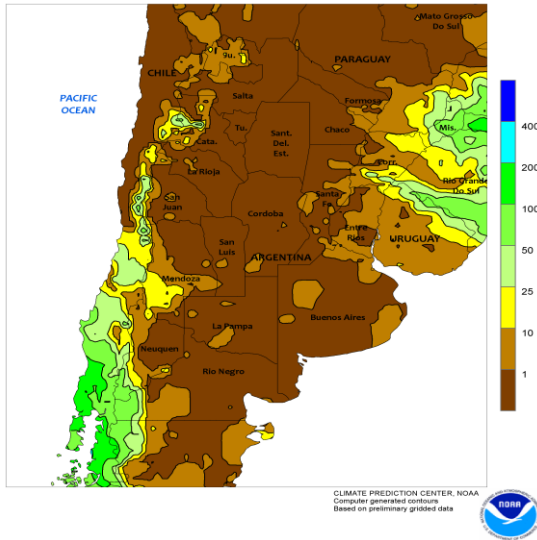 Mato Grosso
Do Sul
Ju.
PARAGUAY
CHILE
PACIFIC
OCEAN
Salta
Formosa
400
Tu.
Sant.
Del.
Est.
Chaco
Mis.
Cata.
200
La Rioja
Corr.
Rio Grande
Do Sul
San
Juan
Santa
Fe
100
Cordoba
Entre
Rios
URUGUAY
San
Luis
50
ARGENTINA
Mendoza
25
Buenos Aires
La Pampa
10
Neuquen
Rio Negro
1
CLIMATE PREDICTION CENTER, NOAA
Computer generated contours
Based on preliminary gridded data
NOAA